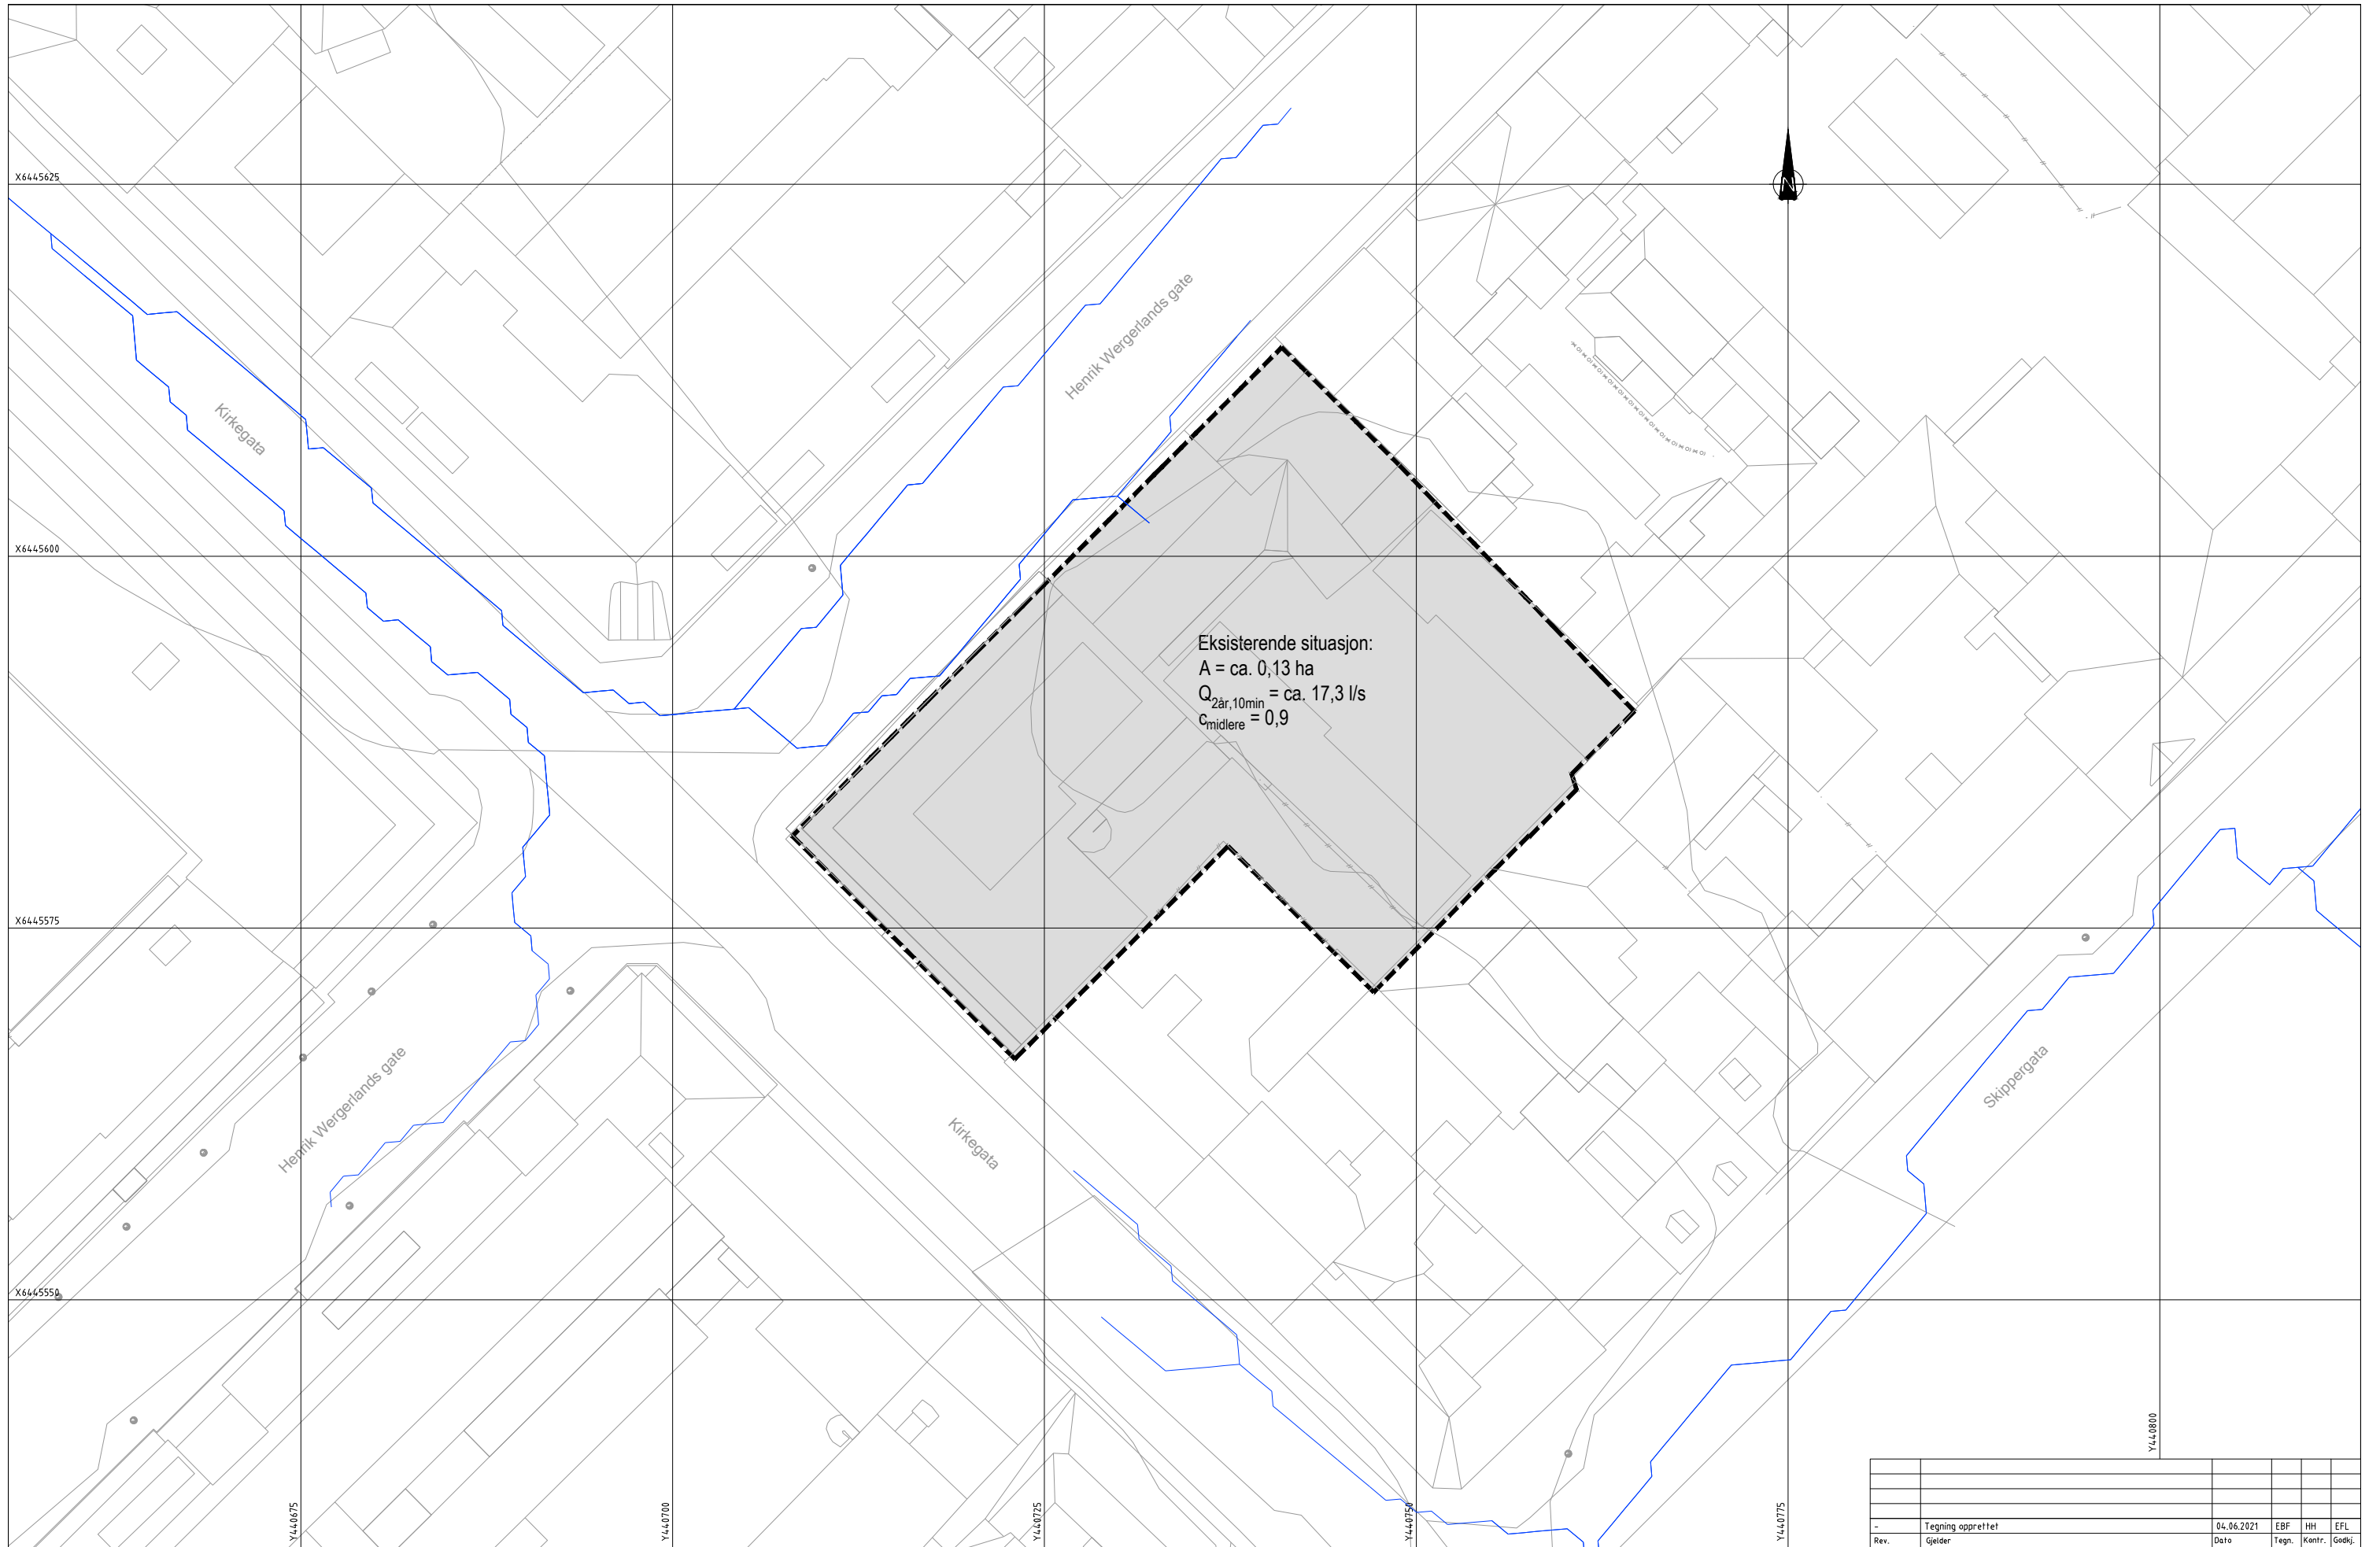 X6445625
N
Henrik Wergerlands gate
Kirkegata
X6445600
Eksisterende situasjon:
A = ca. 0,13 ha
Q2år,10min = ca. 17,3 l/s
cmidlere = 0,9
X6445575
Henrik Wergerlands gate
Kirkegata
Skippergata
X6445550
Y440675
Y440700
Y440725
Y440750
Y440775
Y440800
- Tegning opprettet 04.06.2021 EBF HH EFL
Rev. Gjelder Dato Tegn. Kontr. Godkj.